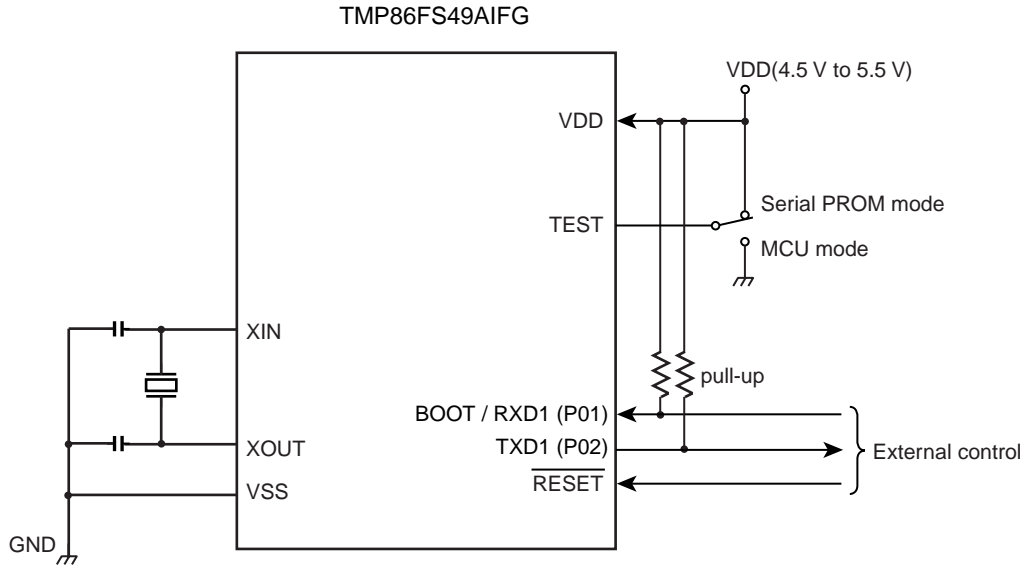 TMP86FS49AIFG
VDD(4.5 V to 5.5 V)
VDD
Serial PROM mode
TEST
MCU mode
XIN
pull-up
BOOT / RXD1 (P01)
XOUT
TXD1 (P02)
External control
RESET
VSS
GND